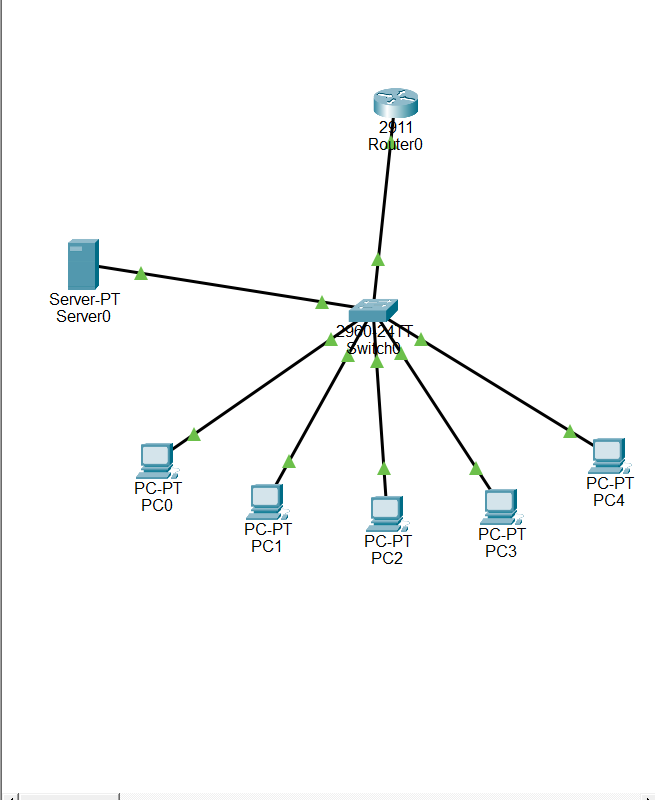 2911
Router0
Server-PT
Server0
2960-24TT
Switch0
PC-PT
PC0
PC-PT
PC1
PC-PT
PC2
PC-PT
PC3
PC-PT
PC4